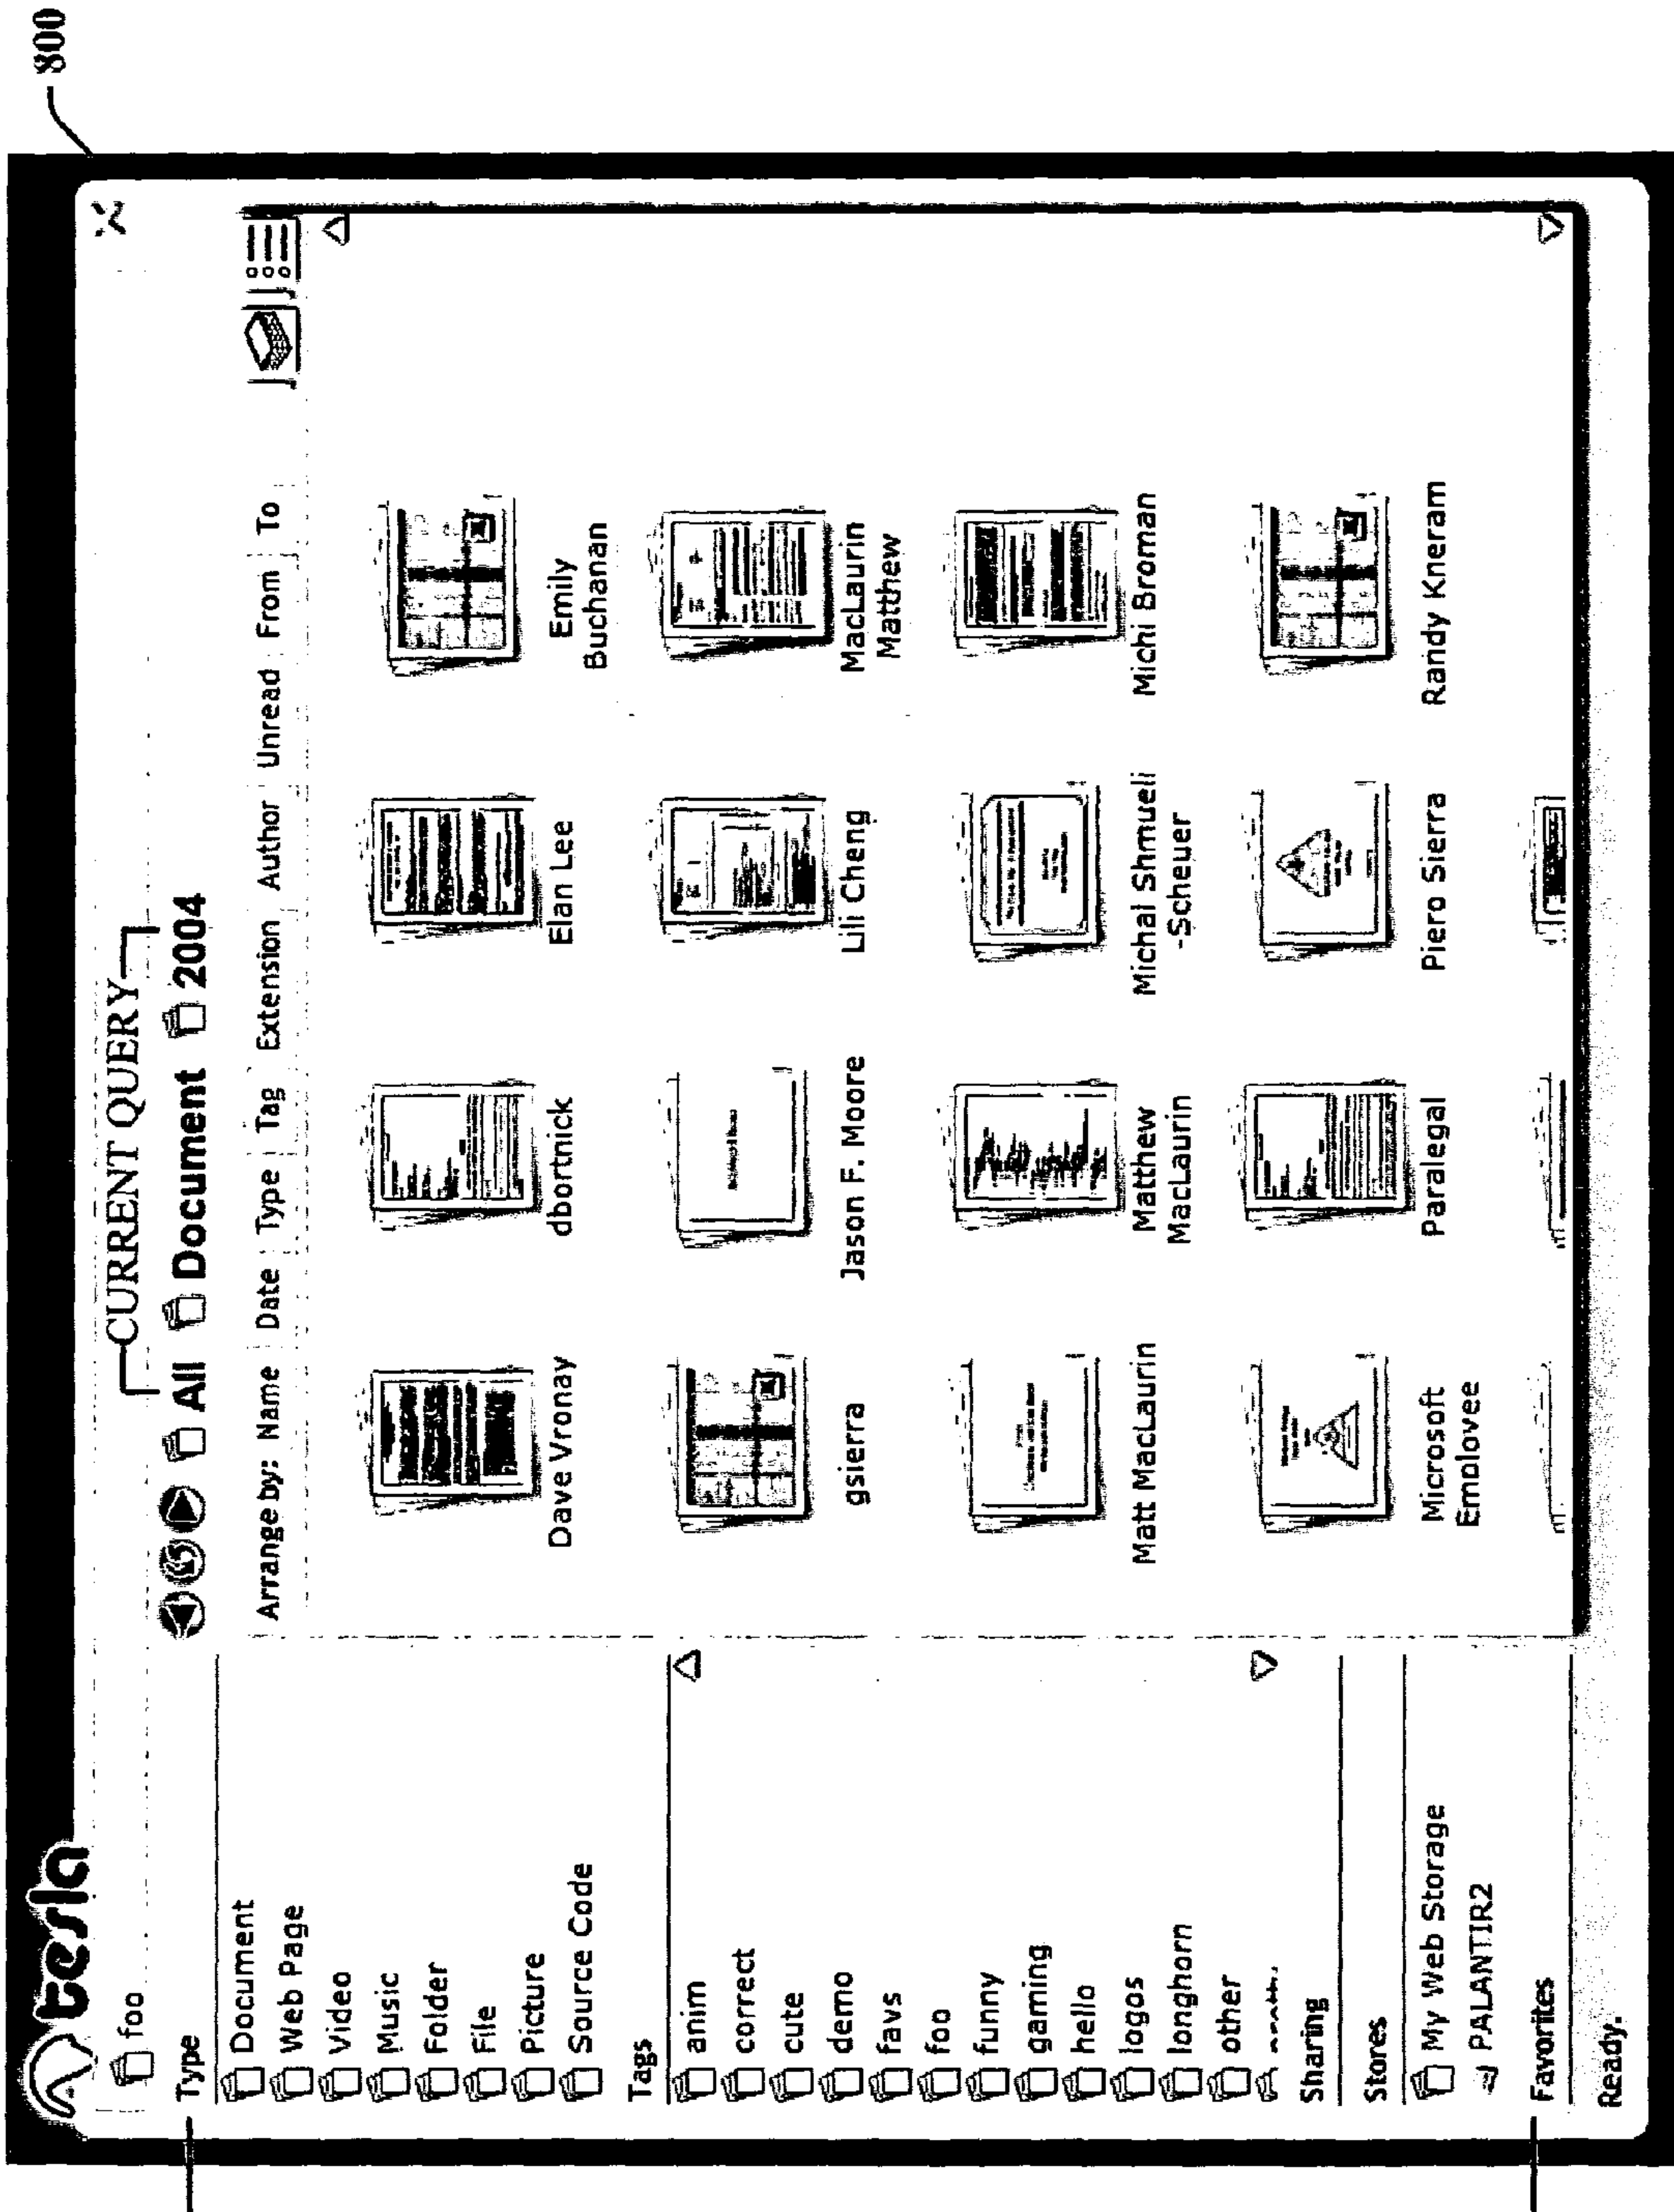 800
tesla
foo
CURRENT QUERY
All Document 2004
Type
Document
Web Page
Video
Music
Folder
File
Picture
Source Code
Tags
anim
correct
cute
demo
favs
foo
funny
gaming
hello
logos
longhorn
other
Sharing
Stores
My Web Storage
PALANTIR2
Favorites
Ready.
Arrange by: Name Date Type Tag Extension Author Unread From To
Dave Vronay
dbortnick
Elan Lee
Emily
Buchanan
gsierra
Jason F. Moore
Lili Cheng
MacLaurin
Matthew
Matt MacLaurin
Matthew
MacLaurin
Michal Shmueli
-Scheuer
Michi Broman
Microsoft
Emolovee
Paralegal
Piero Sierra
Randy Kneram